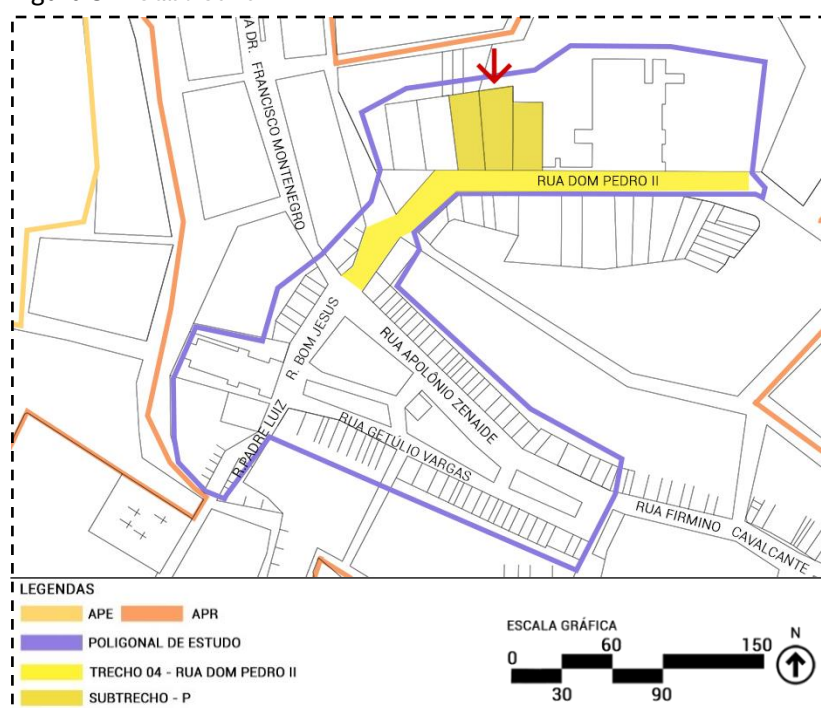 A DR. FRANCISCO MONTENEGRO
RUA DOM PEDRO II
R. BOM JESUS
RUA APOLÔNIO ZENAIDE
R.PADRE LUIZ
RUA GETÚLIO VARGAS
RUA FIRMINO CAVALCANTE
LEGENDAS
APE APR
POLIGONAL DE ESTUDO
TRECHO 04 - RUA DOM PEDRO II
SUBTRECHO - P
ESCALA GRÁFICA
0 60 150
30 90
N